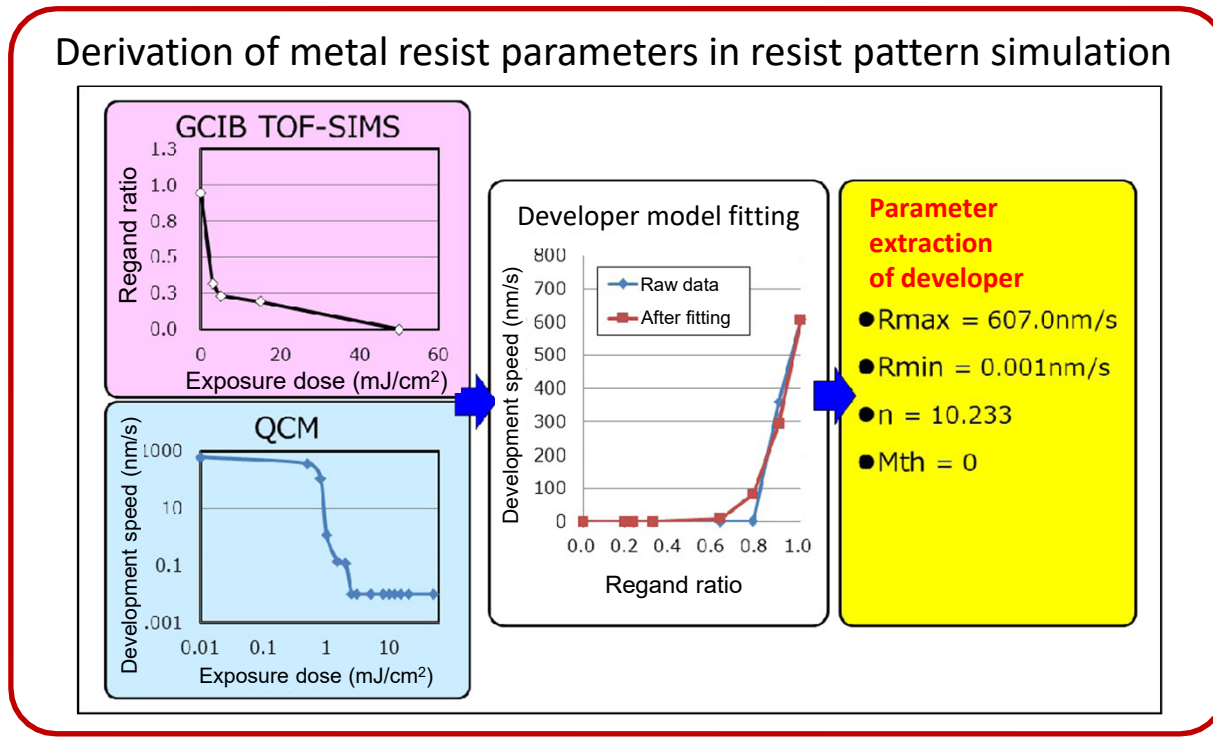 Derivation of metal resist parameters in resist pattern simulation
GCIB TOF-SIMS
Regand ratio
1.3
1.0
0.8
0.5
0.3
0.0
0
20
40
60
Exposure dose (mJ/cm²)
QCM
Development speed (nm/s)
1000
10
0.1
.001
0.01
0.1
1
10
Exposure dose (mJ/cm²)
Developer model fitting
Development speed (nm/s)
800
700
600
500
400
300
200
100
0
Raw data
After fitting
0.0
0.2
0.4
0.6
0.8
1.0
Regand ratio
Parameter
extraction
of developer
●Rmax = 607.0nm/s
●Rmin = 0.001nm/s
●n = 10.233
●Mth = 0